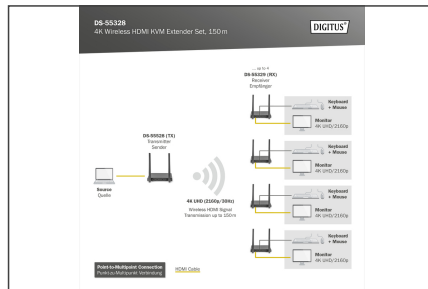 DS-55328
4K Wireless HDMI KVM Extender Set, 150 m
DIGITUS®
... up to 4
DS-55329 (RX)
Receiver
Empfänger
Keyboard
+ Mouse
Monitor
4K UHD/2160p
DS-55528 (TX)
Transmitter
Sender
Keyboard
+ Mouse
Monitor
4K UHD/2160p
Source
Quelle
4K UHD (2160p/30Hz)
Wireless HDMI Signal
Transmission up to 150m
Keyboard
+ Mouse
Monitor
4K UHD/2160p
Keyboard
+ Mouse
Monitor
4K UHD/2160p
Point-to-Multipoint Connection
Punkt-zu-Multipunkt-Verbindung
HDMI Cable